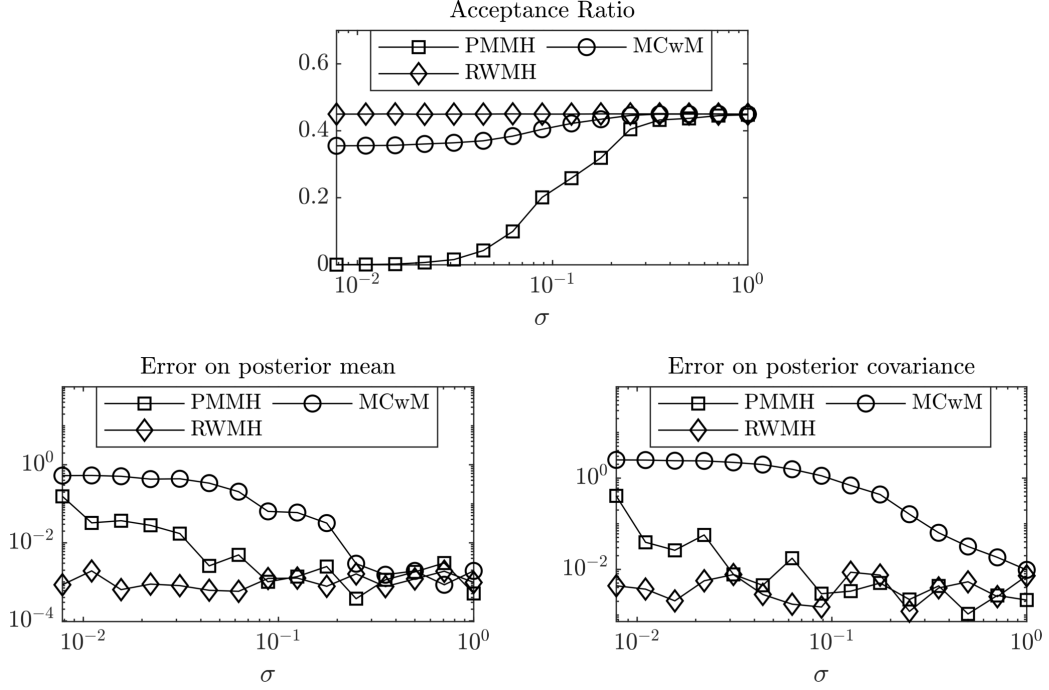 Acceptance Ratio
PMMH MCwM
RWMH
0.6
0.4
0.2
0
10^-2 10^-1 10^0
σ
Error on posterior mean
PMMH MCwM
RWMH
10^0
10^-2
10^-4
10^-2 10^-1 10^0
σ
Error on posterior covariance
PMMH MCwM
RWMH
10^0
10^-2
10^-2 10^-1 10^0
σ